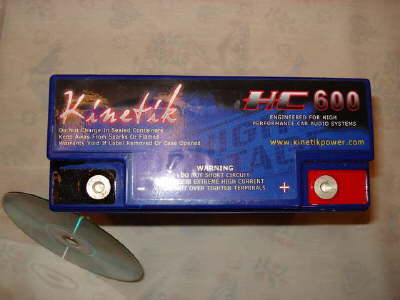 Kinetik
HC 600
Do Not Charge In Sealed Containers
Keep Away From Sparks Or Flames
Warranty Void If Label Removed Or Case Opened
ENGINEERED FOR HIGH
PERFORMANCE CAR AUDIO SYSTEMS
www.kinetikpower.com
WARNING
DO NOT SHORT CIRCUIT
EXTREME HIGH CURRENT
NOT OVER TIGHTEN TERMINALS
- +